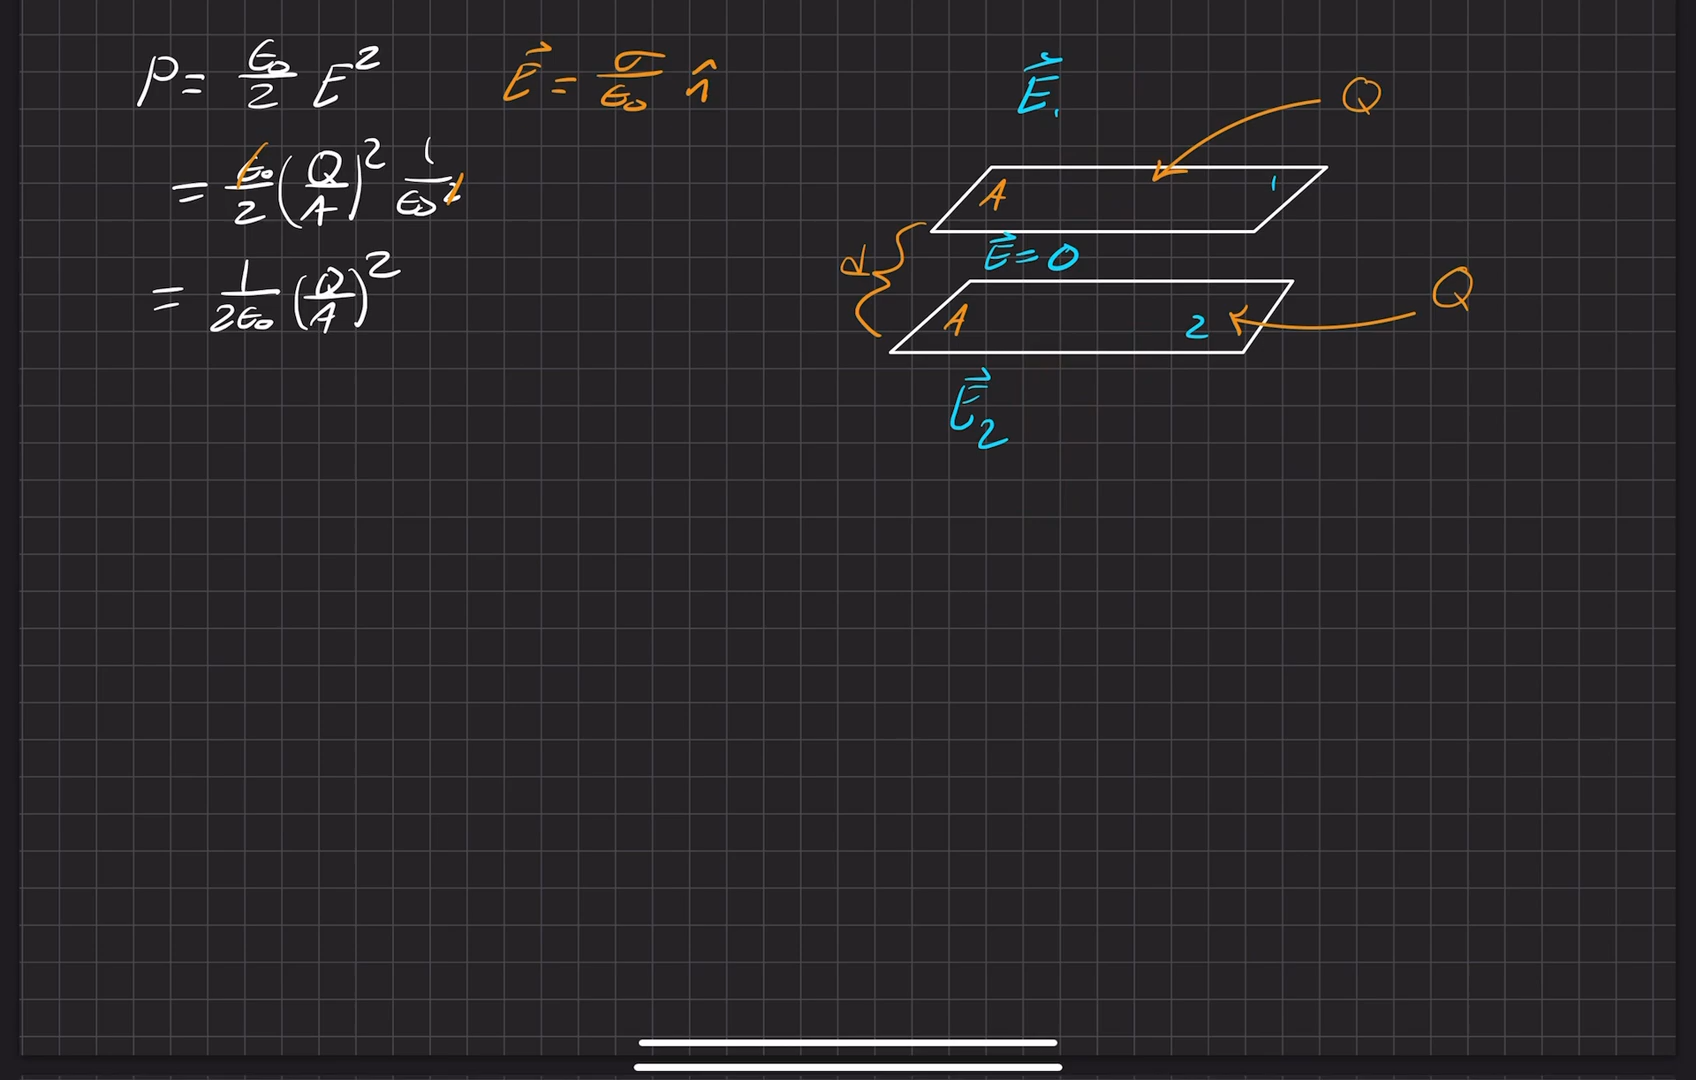 P = ε₀/2 E²
= ε₀/2 (Q/A)² 1/ε₀²
= 1/2ε₀ (Q/A)²
E⃗ = σ/ε₀ n̂
E⃗₁
Q
A 1
d
E⃗ = 0
A 2
Q
E⃗₂